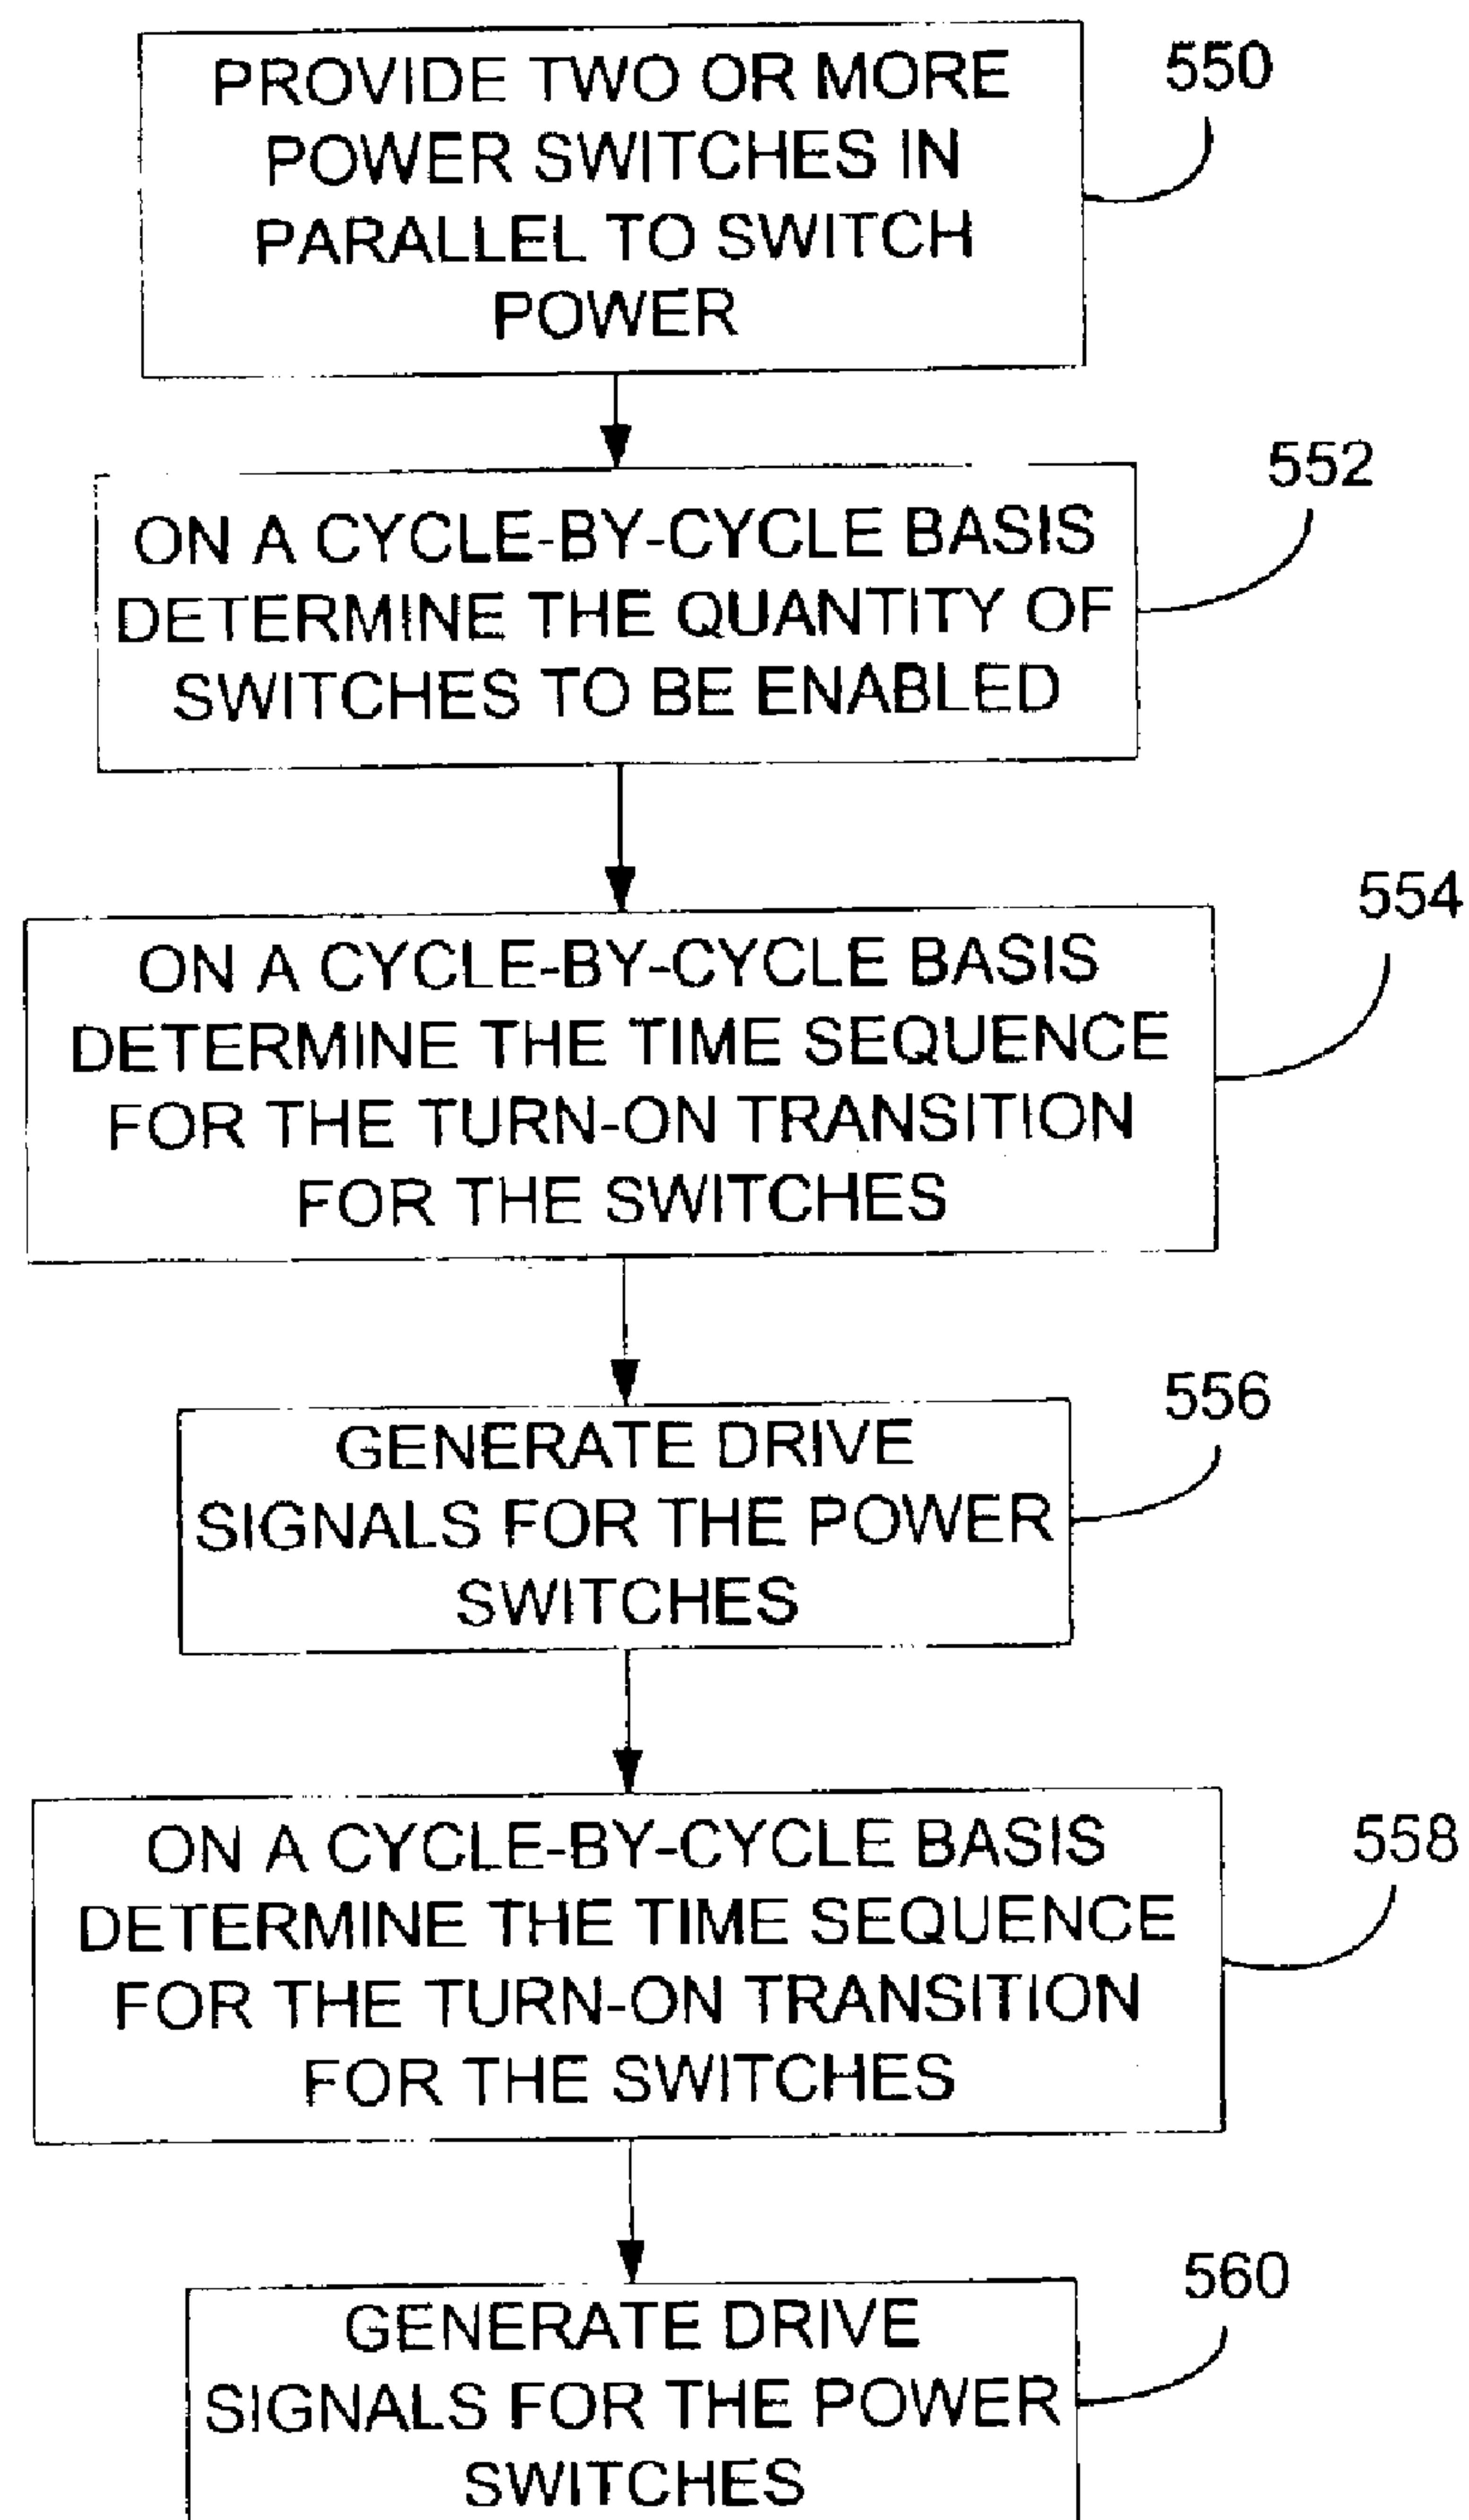 PROVIDE TWO OR MORE
POWER SWITCHES IN
PARALLEL TO SWITCH
POWER
550
ON A CYCLE-BY-CYCLE BASIS
DETERMINE THE QUANTITY OF
SWITCHES TO BE ENABLED
552
ON A CYCLE-BY-CYCLE BASIS
DETERMINE THE TIME SEQUENCE
FOR THE TURN-ON TRANSITION
FOR THE SWITCHES
554
GENERATE DRIVE
SIGNALS FOR THE POWER
SWITCHES
556
ON A CYCLE-BY-CYCLE BASIS
DETERMINE THE TIME SEQUENCE
FOR THE TURN-ON TRANSITION
FOR THE SWITCHES
558
GENERATE DRIVE
SIGNALS FOR THE POWER
SWITCHES
560